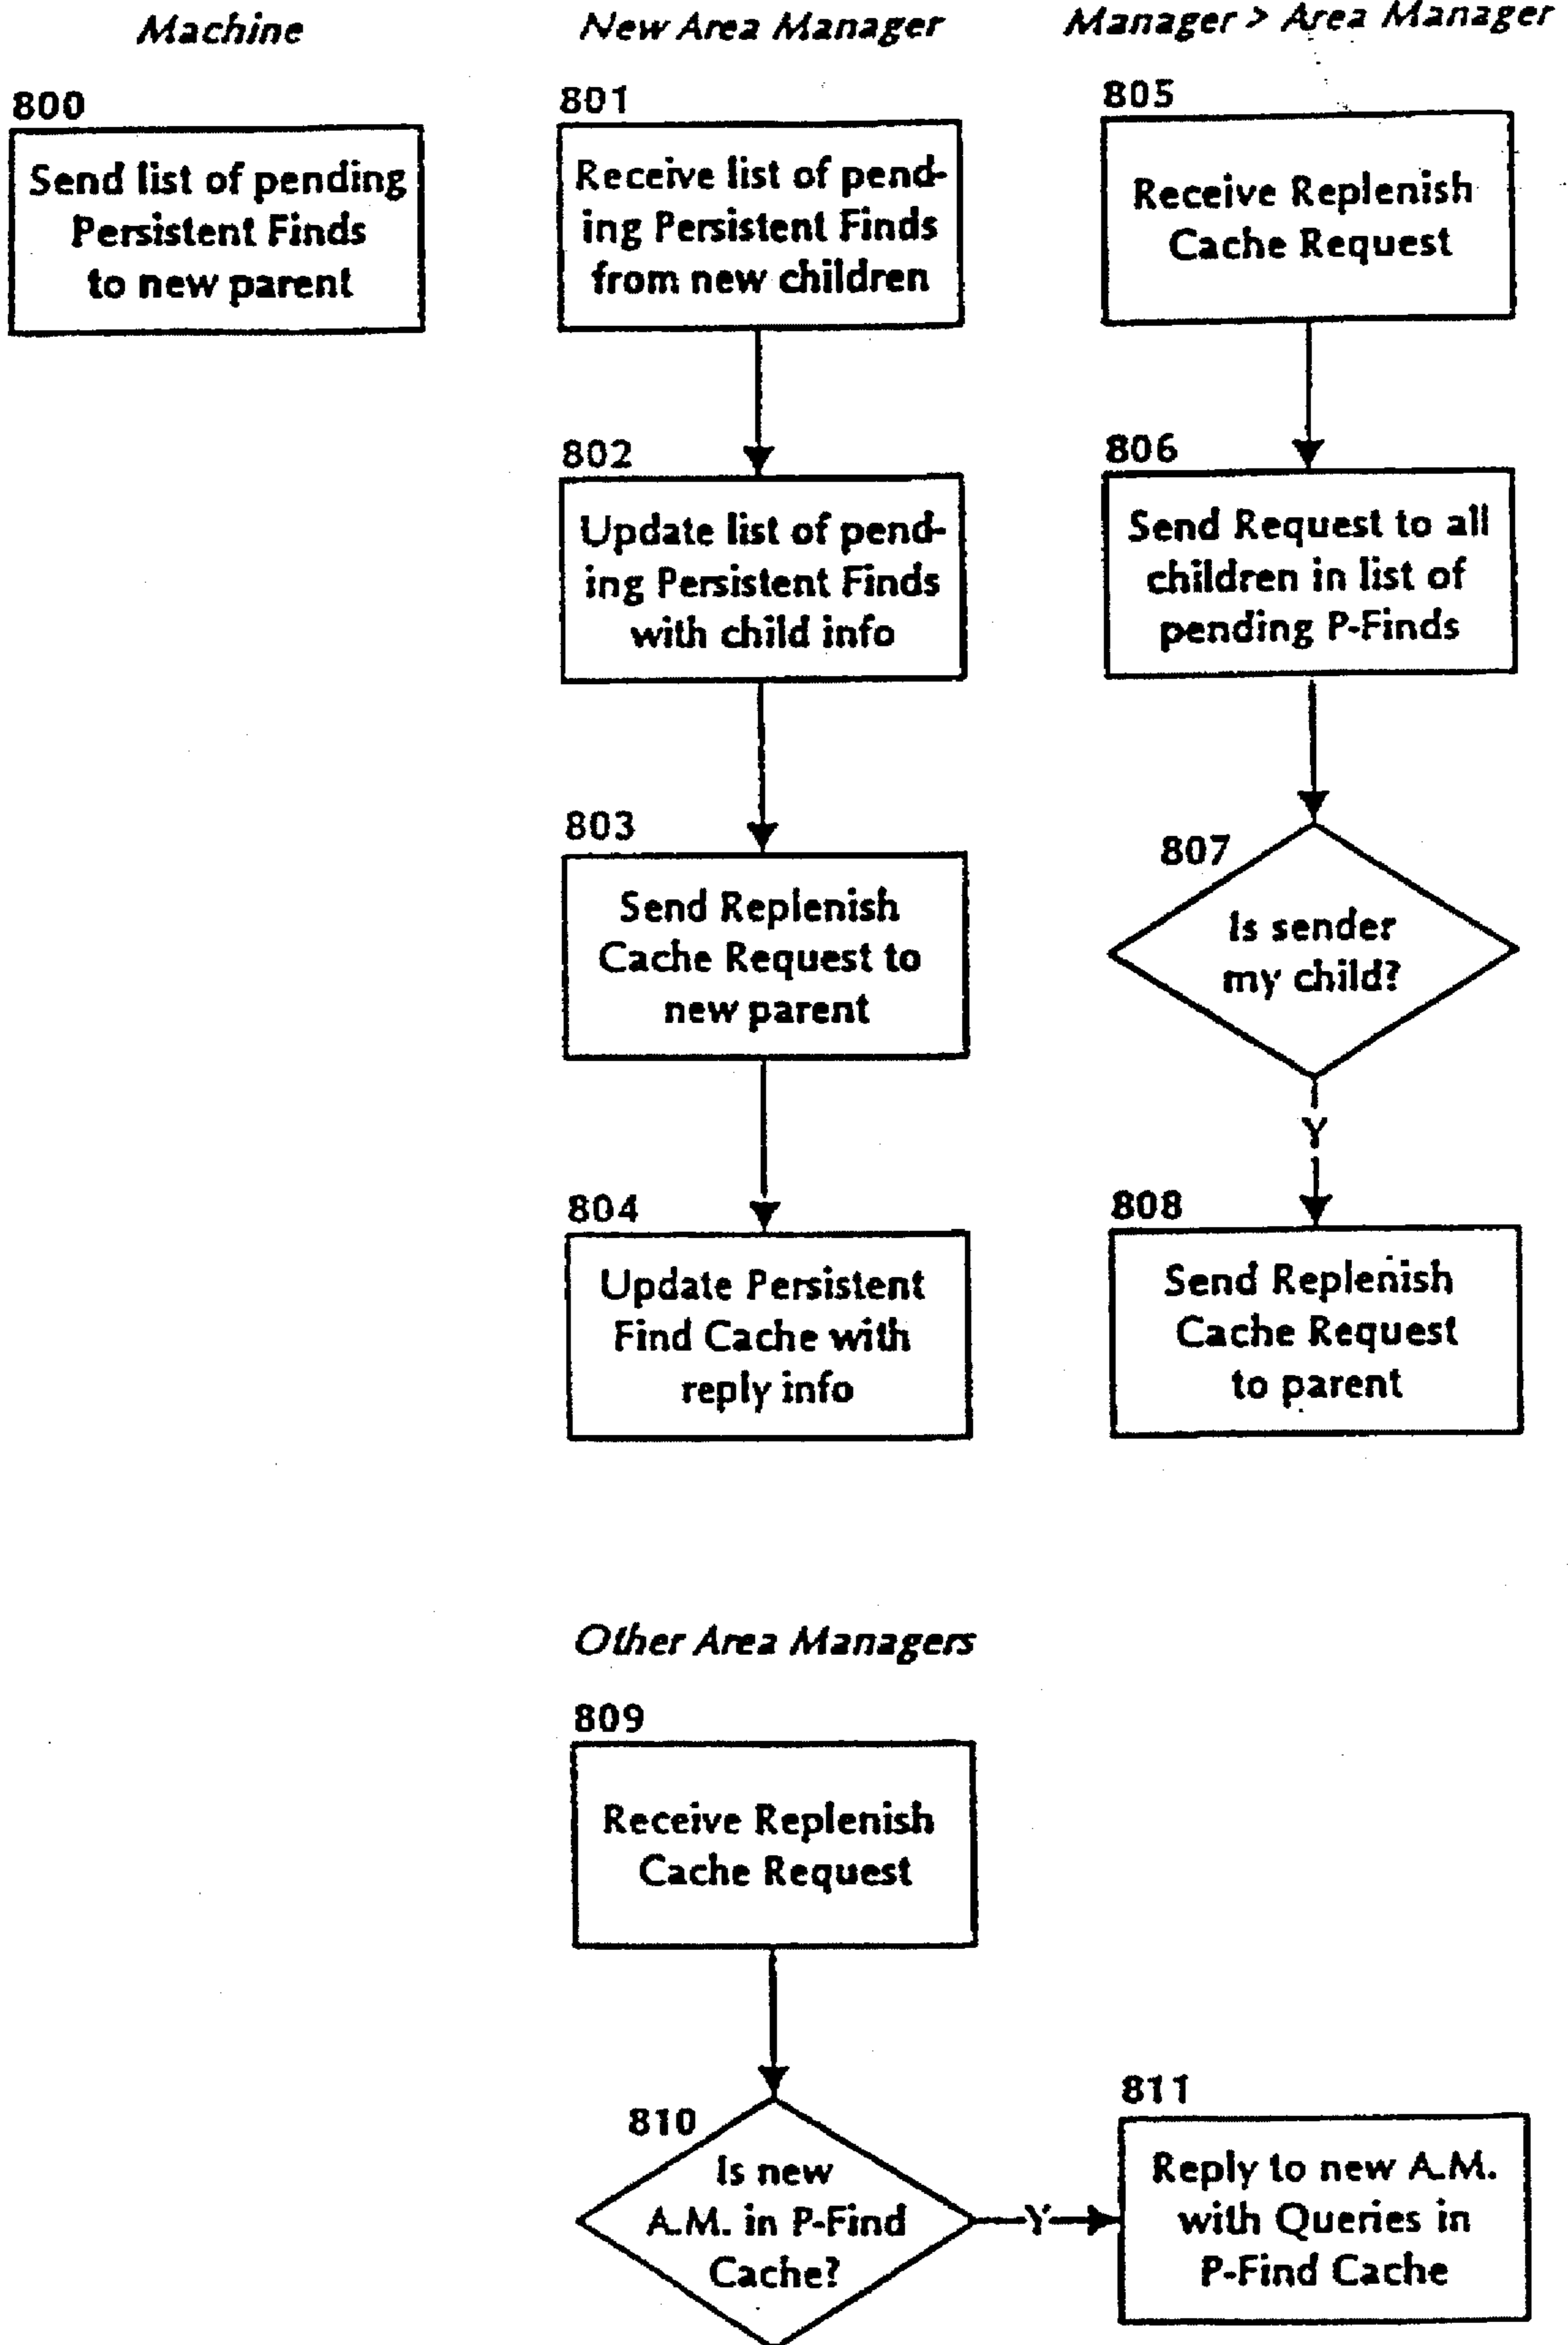 Machine
800
Send list of pending
Persistent Finds
to new parent
New Area Manager
801
Receive list of pend-
ing Persistent Finds
from new children
802
Update list of pend-
ing Persistent Finds
with child info
803
Send Replenish
Cache Request to
new parent
804
Update Persistent
Find Cache with
reply info
Manager > Area Manager
805
Receive Replenish
Cache Request
806
Send Request to all
children in list of
pending P-Finds
807
Is sender
my child?
Y
808
Send Replenish
Cache Request
to parent
Other Area Managers
809
Receive Replenish
Cache Request
810
Is new
A.M. in P-Find
Cache?
Y
811
Reply to new A.M.
with Queries in
P-Find Cache